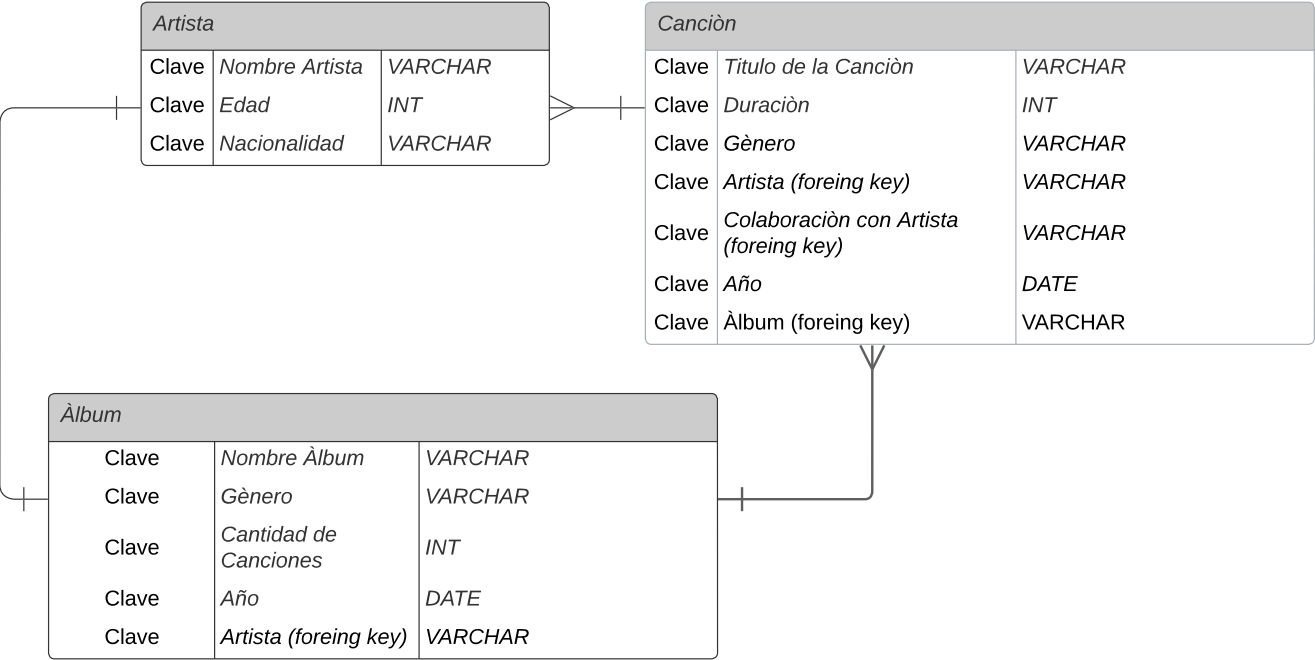 Artista
Clave Nombre Artista VARCHAR
Clave Edad INT
Clave Nacionalidad VARCHAR
Canciòn
Clave Titulo de la Canciòn VARCHAR
Clave Duraciòn INT
Clave Gènero VARCHAR
Clave Artista (foreing key) VARCHAR
Clave Colaboraciòn con Artista
(foreing key) VARCHAR
Clave Año DATE
Clave Àlbum (foreing key) VARCHAR
Àlbum
Clave Nombre Àlbum VARCHAR
Clave Gènero VARCHAR
Clave Cantidad de
Canciones INT
Clave Año DATE
Clave Artista (foreing key) VARCHAR